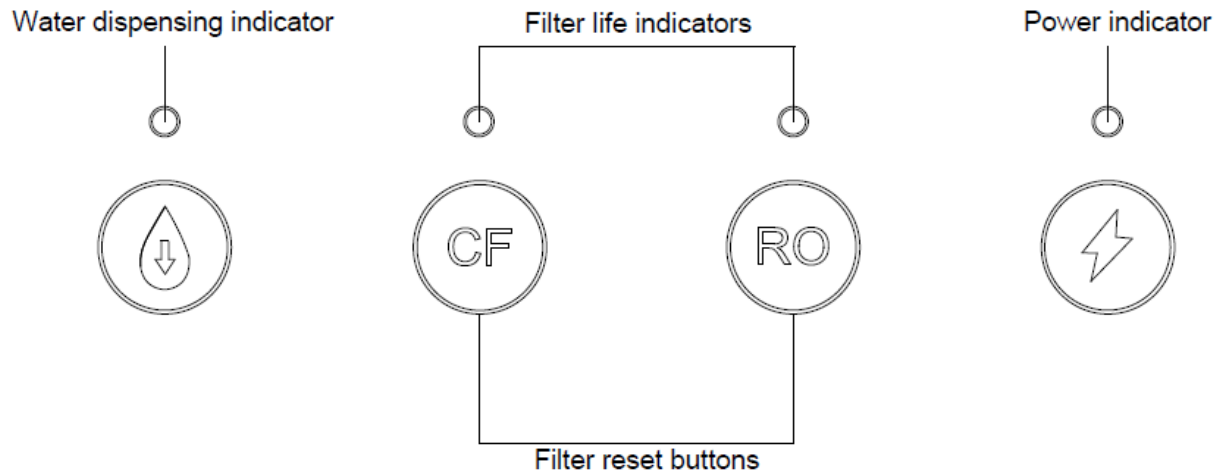 Water dispensing indicator
Filter life indicators
Power indicator
CF
RO
Filter reset buttons